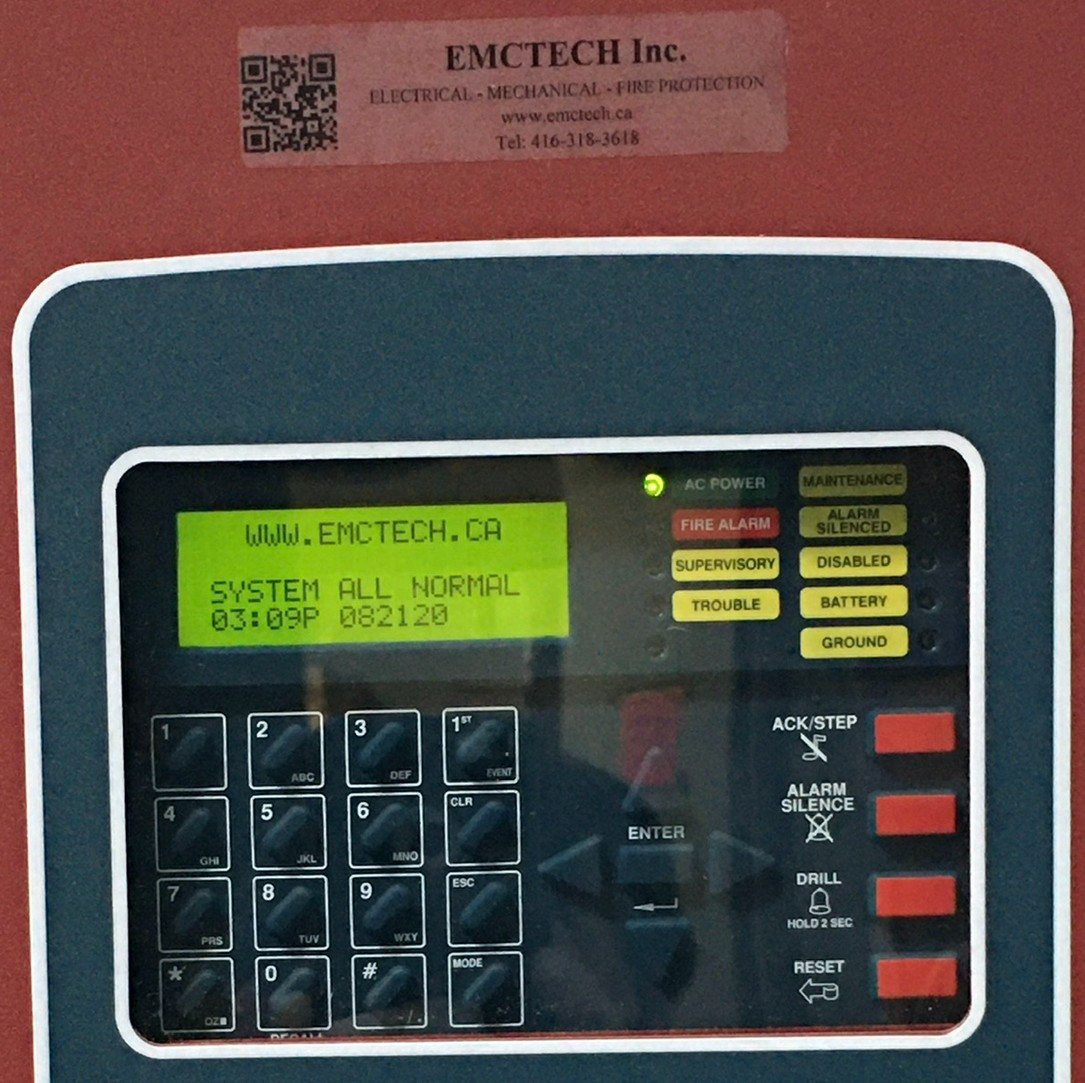 EMCTECH Inc.
ELECTRICAL - MECHANICAL - FIRE PROTECTION
www.emctech.ca
Tel: 416-318-3618
WWW.EMCTECH.CA
SYSTEM ALL NORMAL
03:09P 082120
AC POWER
MAINTENANCE
FIRE ALARM
ALARM
SILENCED
SUPERVISORY
DISABLED
TROUBLE
BATTERY
GROUND
1
2 ABC
3 DEF
1ST EVENT
4 GHI
5 JKL
6 MNO
CLR
7 PRS
8 TUV
9 WXY
ESC
* QZ
0
# -/.
MODE
ENTER
ACK/STEP
ALARM
SILENCE
DRILL
HOLD 2 SEC
RESET